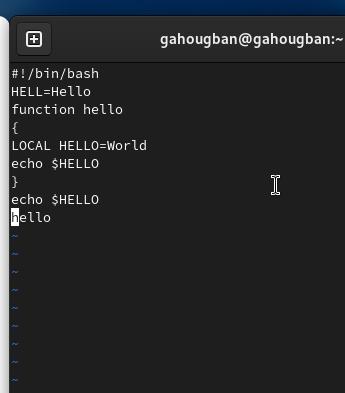 gahougban@gahougban:~
#!/bin/bash
HELL=Hello
function hello
{
LOCAL HELLO=World
echo $HELLO
}
echo $HELLO
hello
~
~
~
~
~
~
~
~
~